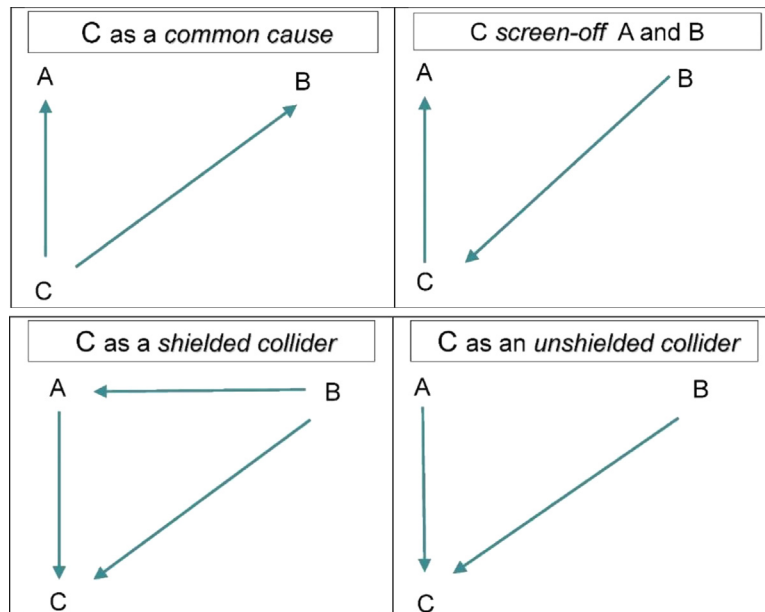 C as a common cause
A
B
C
C screen-off A and B
A
B
C
C as a shielded collider
A
B
C
C as an unshielded collider
A
B
C